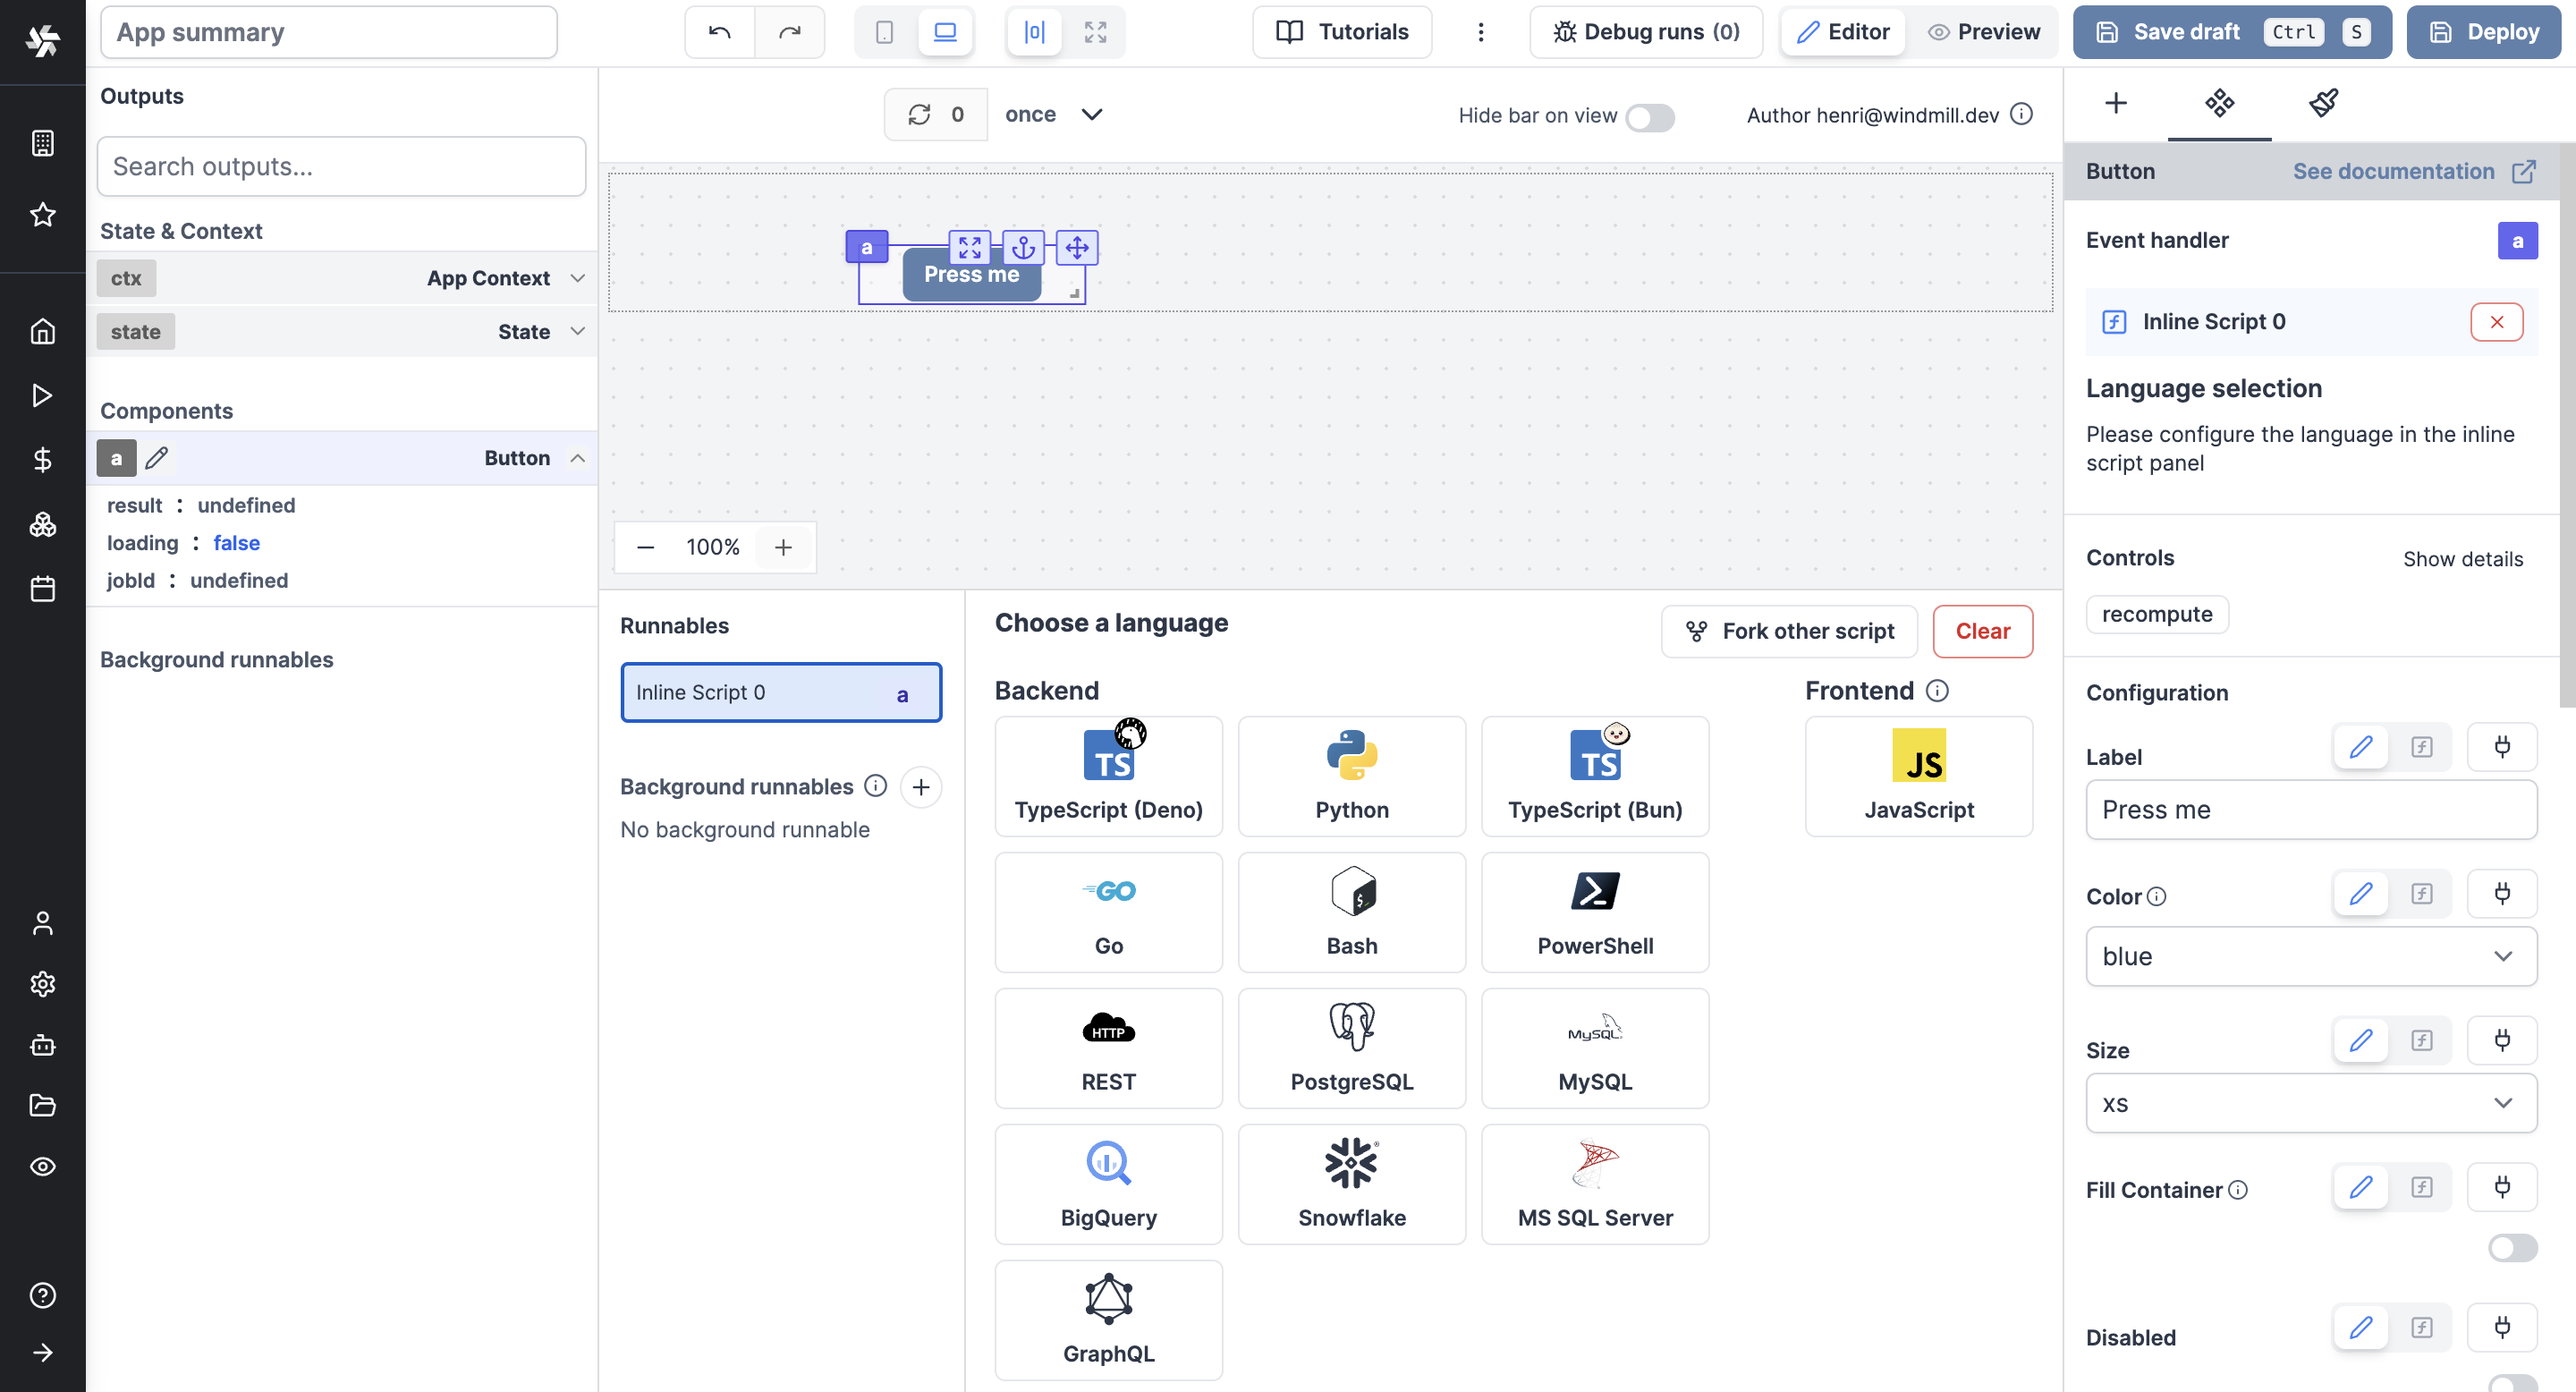 App summary
Tutorials
Debug runs (0)
Editor
Preview
Save draft Ctrl S
Deploy
Outputs
Search outputs...
State & Context
ctx App Context
state State
Components
a Button
result : undefined
loading : false
jobId : undefined
Background runnables
0 once
Hide bar on view
Author henri@windmill.dev
a
Press me
100%
Runnables
Inline Script 0 a
Background runnables
No background runnable
Choose a language
Fork other script
Clear
Backend
Frontend
TS
TypeScript (Deno)
Python
TS
TypeScript (Bun)
JS
JavaScript
GO
Go
$
Bash
PowerShell
HTTP
REST
PostgreSQL
MySQL
MySQL
BigQuery
Snowflake
MS SQL Server
GraphQL
Button
See documentation
Event handler a
Inline Script 0
Language selection
Please configure the language in the inline
script panel
Controls
Show details
recompute
Configuration
Label
Press me
Color
blue
Size
xs
Fill Container
Disabled